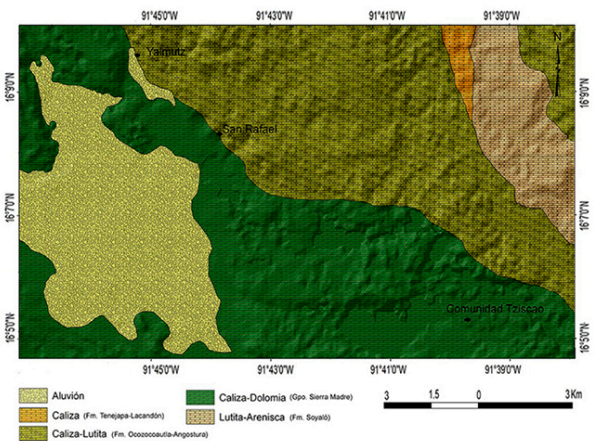 91°45'0"W 91°43'0"W 91°41'0"W 91°39'0"W
N
Yalmutz
16°9'0"N 16°9'0"N
San Rafael
16°7'0"N 16°7'0"N
Comunidad Tziscao
16°5'0"N 16°5'0"N
91°45'0"W 91°43'0"W 91°41'0"W 91°39'0"W
Aluvión
Caliza (Fm. Tenejapa-Lacandón)
Caliza-Lutita (Fm. Ocozocoautla-Angostura)
Caliza-Dolomia (Gpo. Sierra Madre)
Lutita-Arenisca (Fm. Soyaló)
3 1.5 0 3 Km